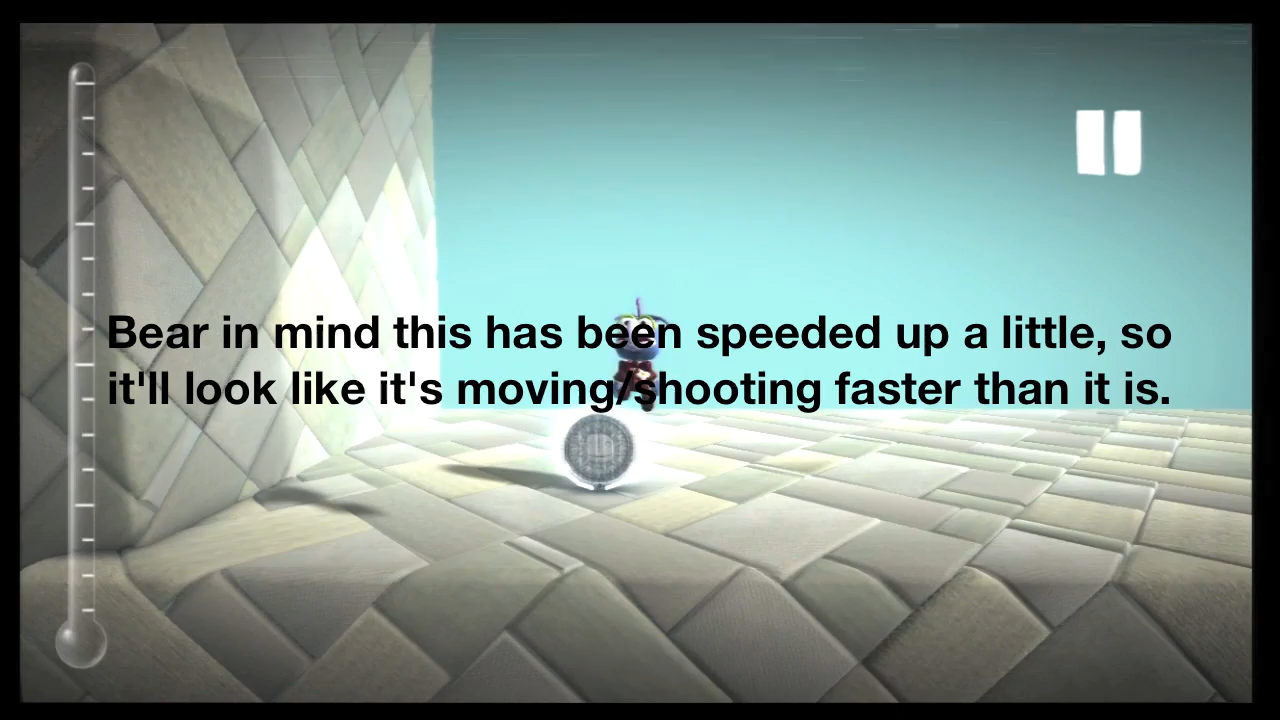 Bear in mind this has been speeded up a little, so
it'll look like it's moving/shooting faster than it is.